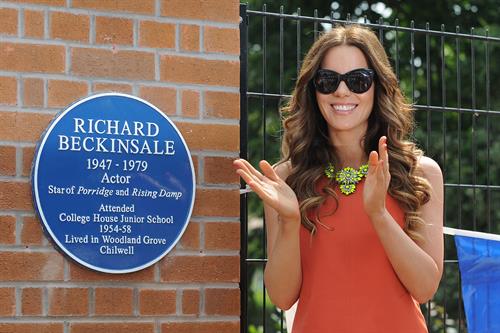 RICHARD
BECKINSALE
1947 - 1979
Actor
Star of Porridge and Rising Damp
Attended
College House Junior School
1954-58
Lived in Woodland Grove
Chilwell